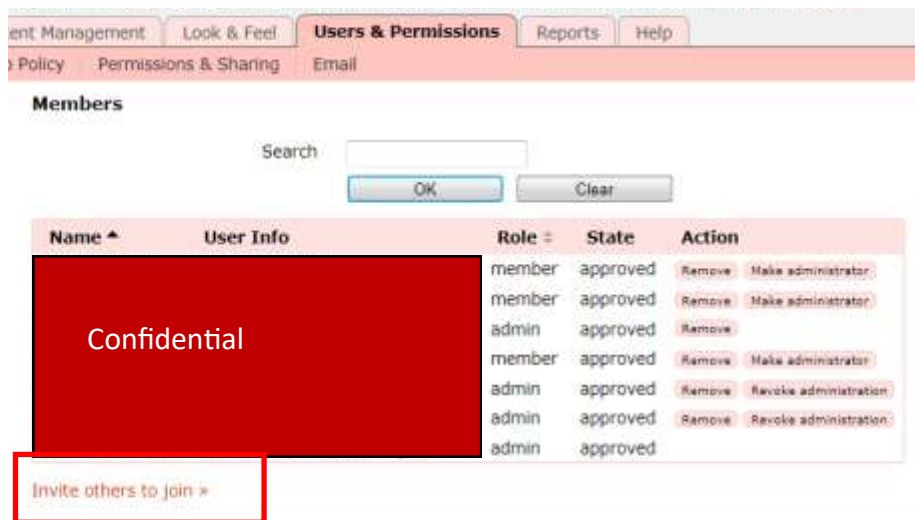 ent Management Look & Feel Users & Permissions Reports Help
Policy Permissions & Sharing Email
Members
Search
OK Clear
Name User Info Role State Action
member approved Remove Make administrator
member approved Remove Make administrator
Confidential
admin approved Remove
member approved Remove Make administrator
admin approved Remove Revoke administration
admin approved Remove Revoke administration
admin approved
Invite others to join »